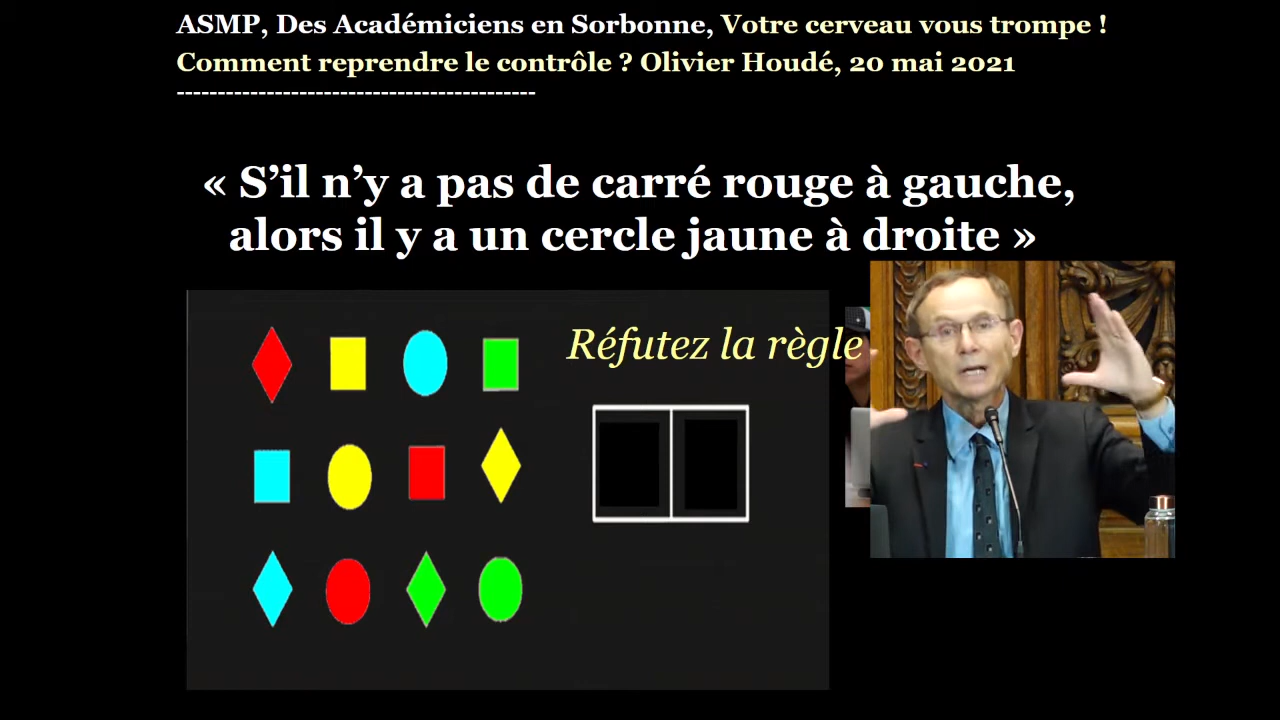 ASMP, Des Académiciens en Sorbonne, Votre cerveau vous trompe !
Comment reprendre le contrôle ? Olivier Houdé, 20 mai 2021
-------------------------------------------
« S’il n’y a pas de carré rouge à gauche,
alors il y a un cercle jaune à droite »
Réfutez la règle